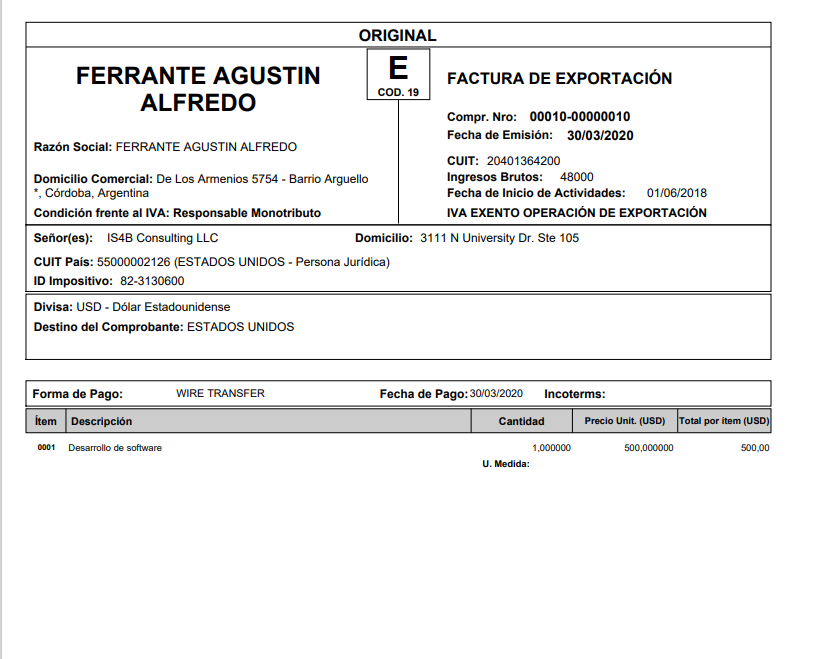 ORIGINAL
FERRANTE AGUSTIN
ALFREDO
E
COD. 19
FACTURA DE EXPORTACIÓN
Compr. Nro: 00010-00000010
Fecha de Emisión: 30/03/2020
Razón Social: FERRANTE AGUSTIN ALFREDO
CUIT: 20401364200
Domicilio Comercial: De Los Armenios 5754 - Barrio Arguello
*, Córdoba, Argentina
Ingresos Brutos: 48000
Fecha de Inicio de Actividades: 01/06/2018
Condición frente al IVA: Responsable Monotributo
IVA EXENTO OPERACIÓN DE EXPORTACIÓN
Señor(es): IS4B Consulting LLC Domicilio: 3111 N University Dr. Ste 105
CUIT País: 55000002126 (ESTADOS UNIDOS - Persona Jurídica)
ID Impositivo: 82-3130600
Divisa: USD - Dólar Estadounidense
Destino del Comprobante: ESTADOS UNIDOS
Forma de Pago: WIRE TRANSFER Fecha de Pago: 30/03/2020 Incoterms:
Ítem Descripción Cantidad Precio Unit. (USD) Total por ítem (USD)
0001 Desarrollo de software 1,000000 500,000000 500,00
U. Medida: